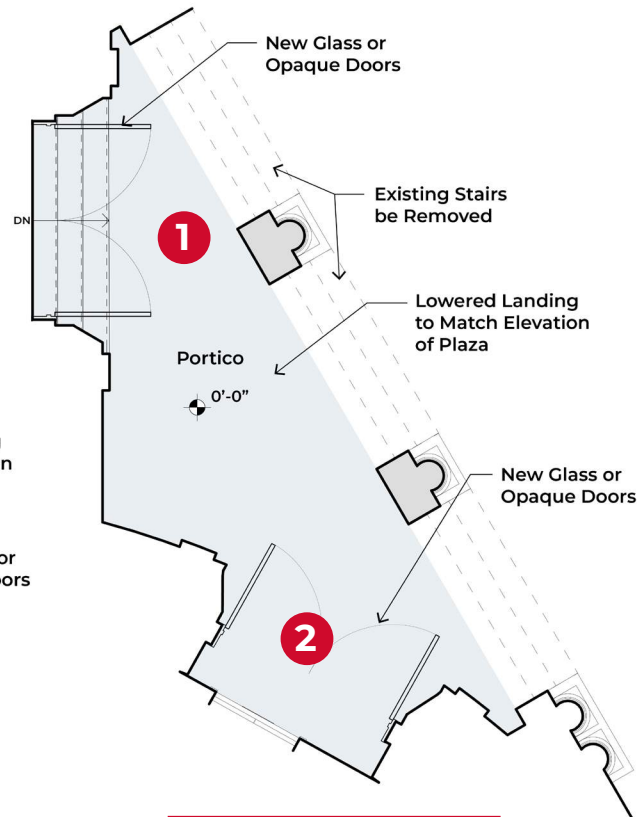 New Glass or
Opaque Doors
Existing Stairs
be Removed
DN
1
Lowered Landing
to Match Elevation
of Plaza
Portico
0’-0”
New Glass or
Opaque Doors
2